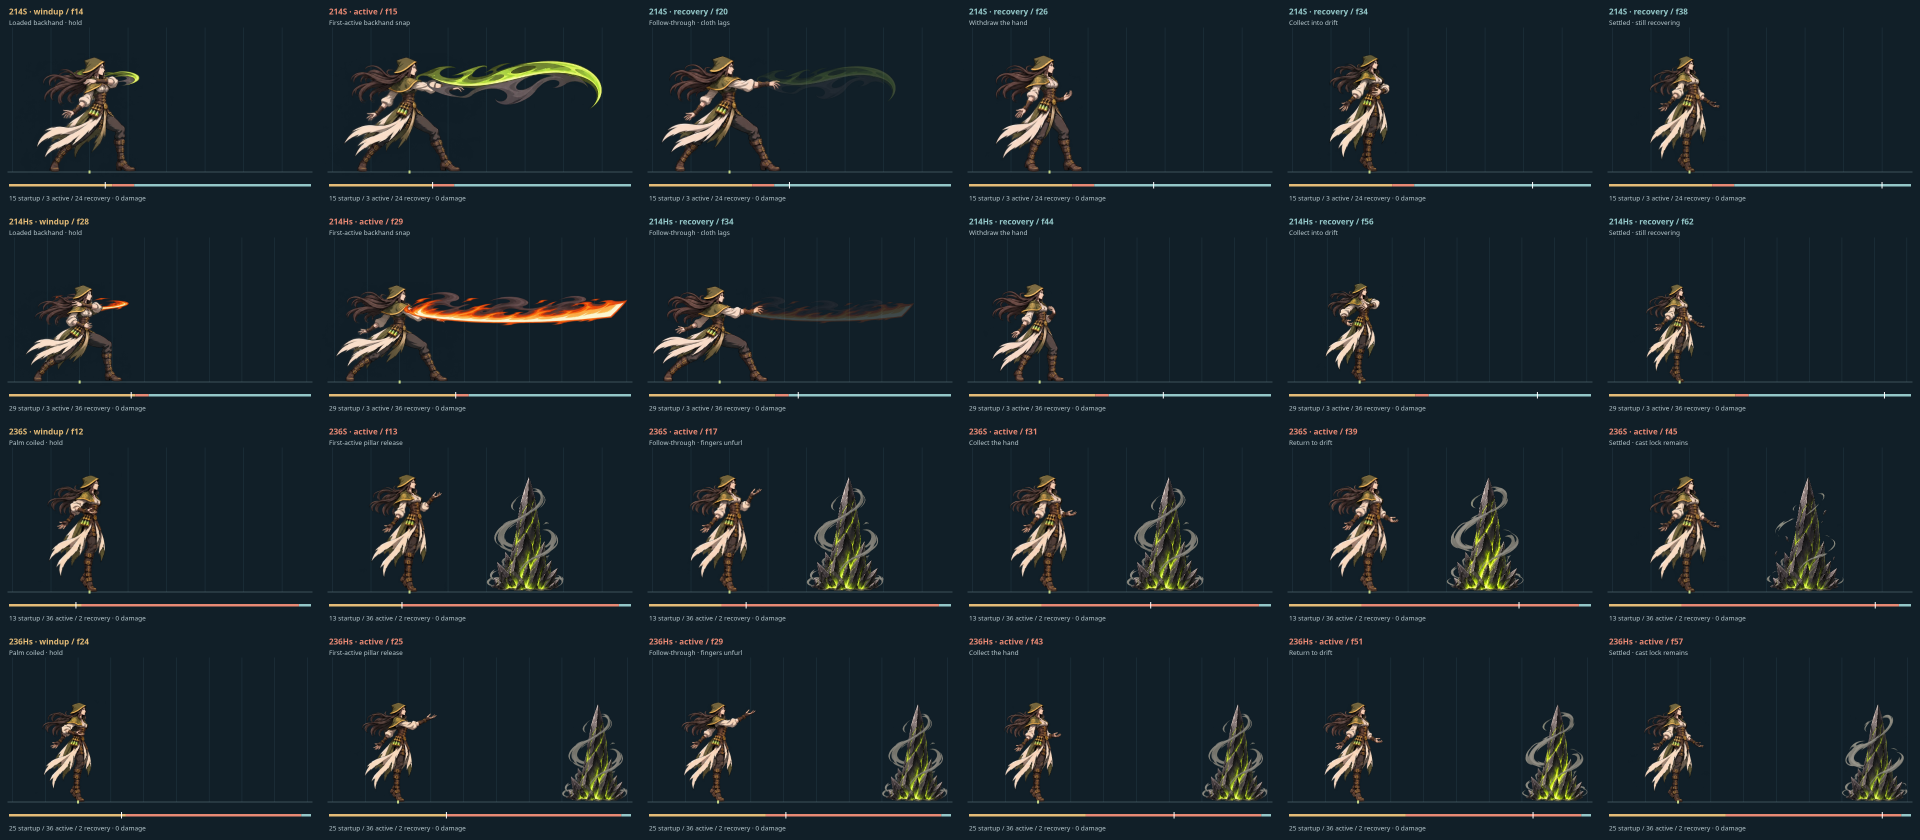 214S · windup / f14
Loaded backhand · hold
15 startup / 3 active / 24 recovery · 0 damage
214S · active / f15
First-active backhand snap
15 startup / 3 active / 24 recovery · 0 damage
214S · recovery / f20
Follow-through · cloth lags
15 startup / 3 active / 24 recovery · 0 damage
214S · recovery / f26
Withdraw the hand
15 startup / 3 active / 24 recovery · 0 damage
214S · recovery / f34
Collect into drift
15 startup / 3 active / 24 recovery · 0 damage
214S · recovery / f38
Settled · still recovering
15 startup / 3 active / 24 recovery · 0 damage
214Hs · windup / f28
Loaded backhand · hold
29 startup / 3 active / 36 recovery · 0 damage
214Hs · active / f29
First-active backhand snap
29 startup / 3 active / 36 recovery · 0 damage
214Hs · recovery / f34
Follow-through · cloth lags
29 startup / 3 active / 36 recovery · 0 damage
214Hs · recovery / f44
Withdraw the hand
29 startup / 3 active / 36 recovery · 0 damage
214Hs · recovery / f56
Collect into drift
29 startup / 3 active / 36 recovery · 0 damage
214Hs · recovery / f62
Settled · still recovering
29 startup / 3 active / 36 recovery · 0 damage
236S · windup / f12
Palm coiled · hold
13 startup / 36 active / 2 recovery · 0 damage
236S · active / f13
First-active pillar release
13 startup / 36 active / 2 recovery · 0 damage
236S · active / f17
Follow-through · fingers unfurl
13 startup / 36 active / 2 recovery · 0 damage
236S · active / f31
Collect the hand
13 startup / 36 active / 2 recovery · 0 damage
236S · active / f39
Return to drift
13 startup / 36 active / 2 recovery · 0 damage
236S · active / f45
Settled · cast lock remains
13 startup / 36 active / 2 recovery · 0 damage
236Hs · windup / f24
Palm coiled · hold
25 startup / 36 active / 2 recovery · 0 damage
236Hs · active / f25
First-active pillar release
25 startup / 36 active / 2 recovery · 0 damage
236Hs · active / f29
Follow-through · fingers unfurl
25 startup / 36 active / 2 recovery · 0 damage
236Hs · active / f43
Collect the hand
25 startup / 36 active / 2 recovery · 0 damage
236Hs · active / f51
Return to drift
25 startup / 36 active / 2 recovery · 0 damage
236Hs · active / f57
Settled · cast lock remains
25 startup / 36 active / 2 recovery · 0 damage